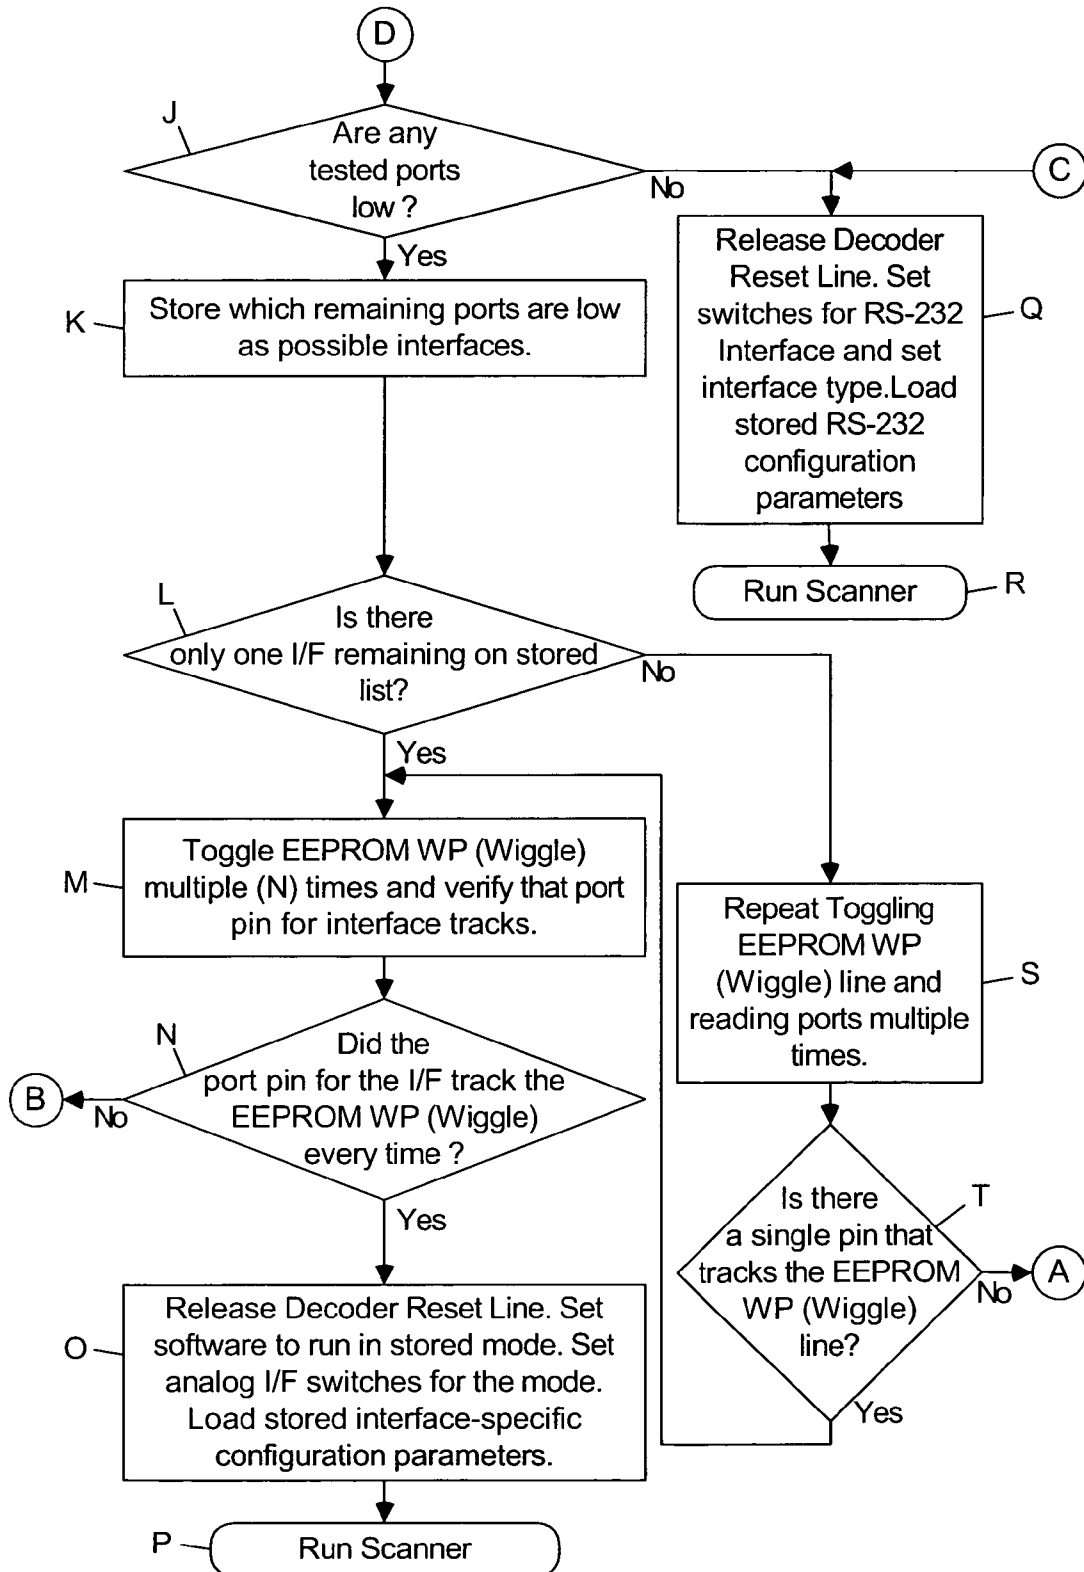 D
J
Are any
tested ports
low ?
No
C
Yes
K
Store which remaining ports are low
as possible interfaces.
Release Decoder
Reset Line. Set
switches for RS-232
Interface and set
interface type.Load
stored RS-232
configuration
parameters
Q
Run Scanner
R
L
Is there
only one I/F remaining on stored
list?
No
Yes
M
Toggle EEPROM WP (Wiggle)
multiple (N) times and verify that port
pin for interface tracks.
Repeat Toggling
EEPROM WP
(Wiggle) line and
reading ports multiple
times.
S
N
Did the
port pin for the I/F track the
EEPROM WP (Wiggle)
every time ?
B
No
Yes
T
Is there
a single pin that
tracks the EEPROM
WP (Wiggle)
line?
No
A
Yes
O
Release Decoder Reset Line. Set
software to run in stored mode. Set
analog I/F switches for the mode.
Load stored interface-specific
configuration parameters.
P
Run Scanner